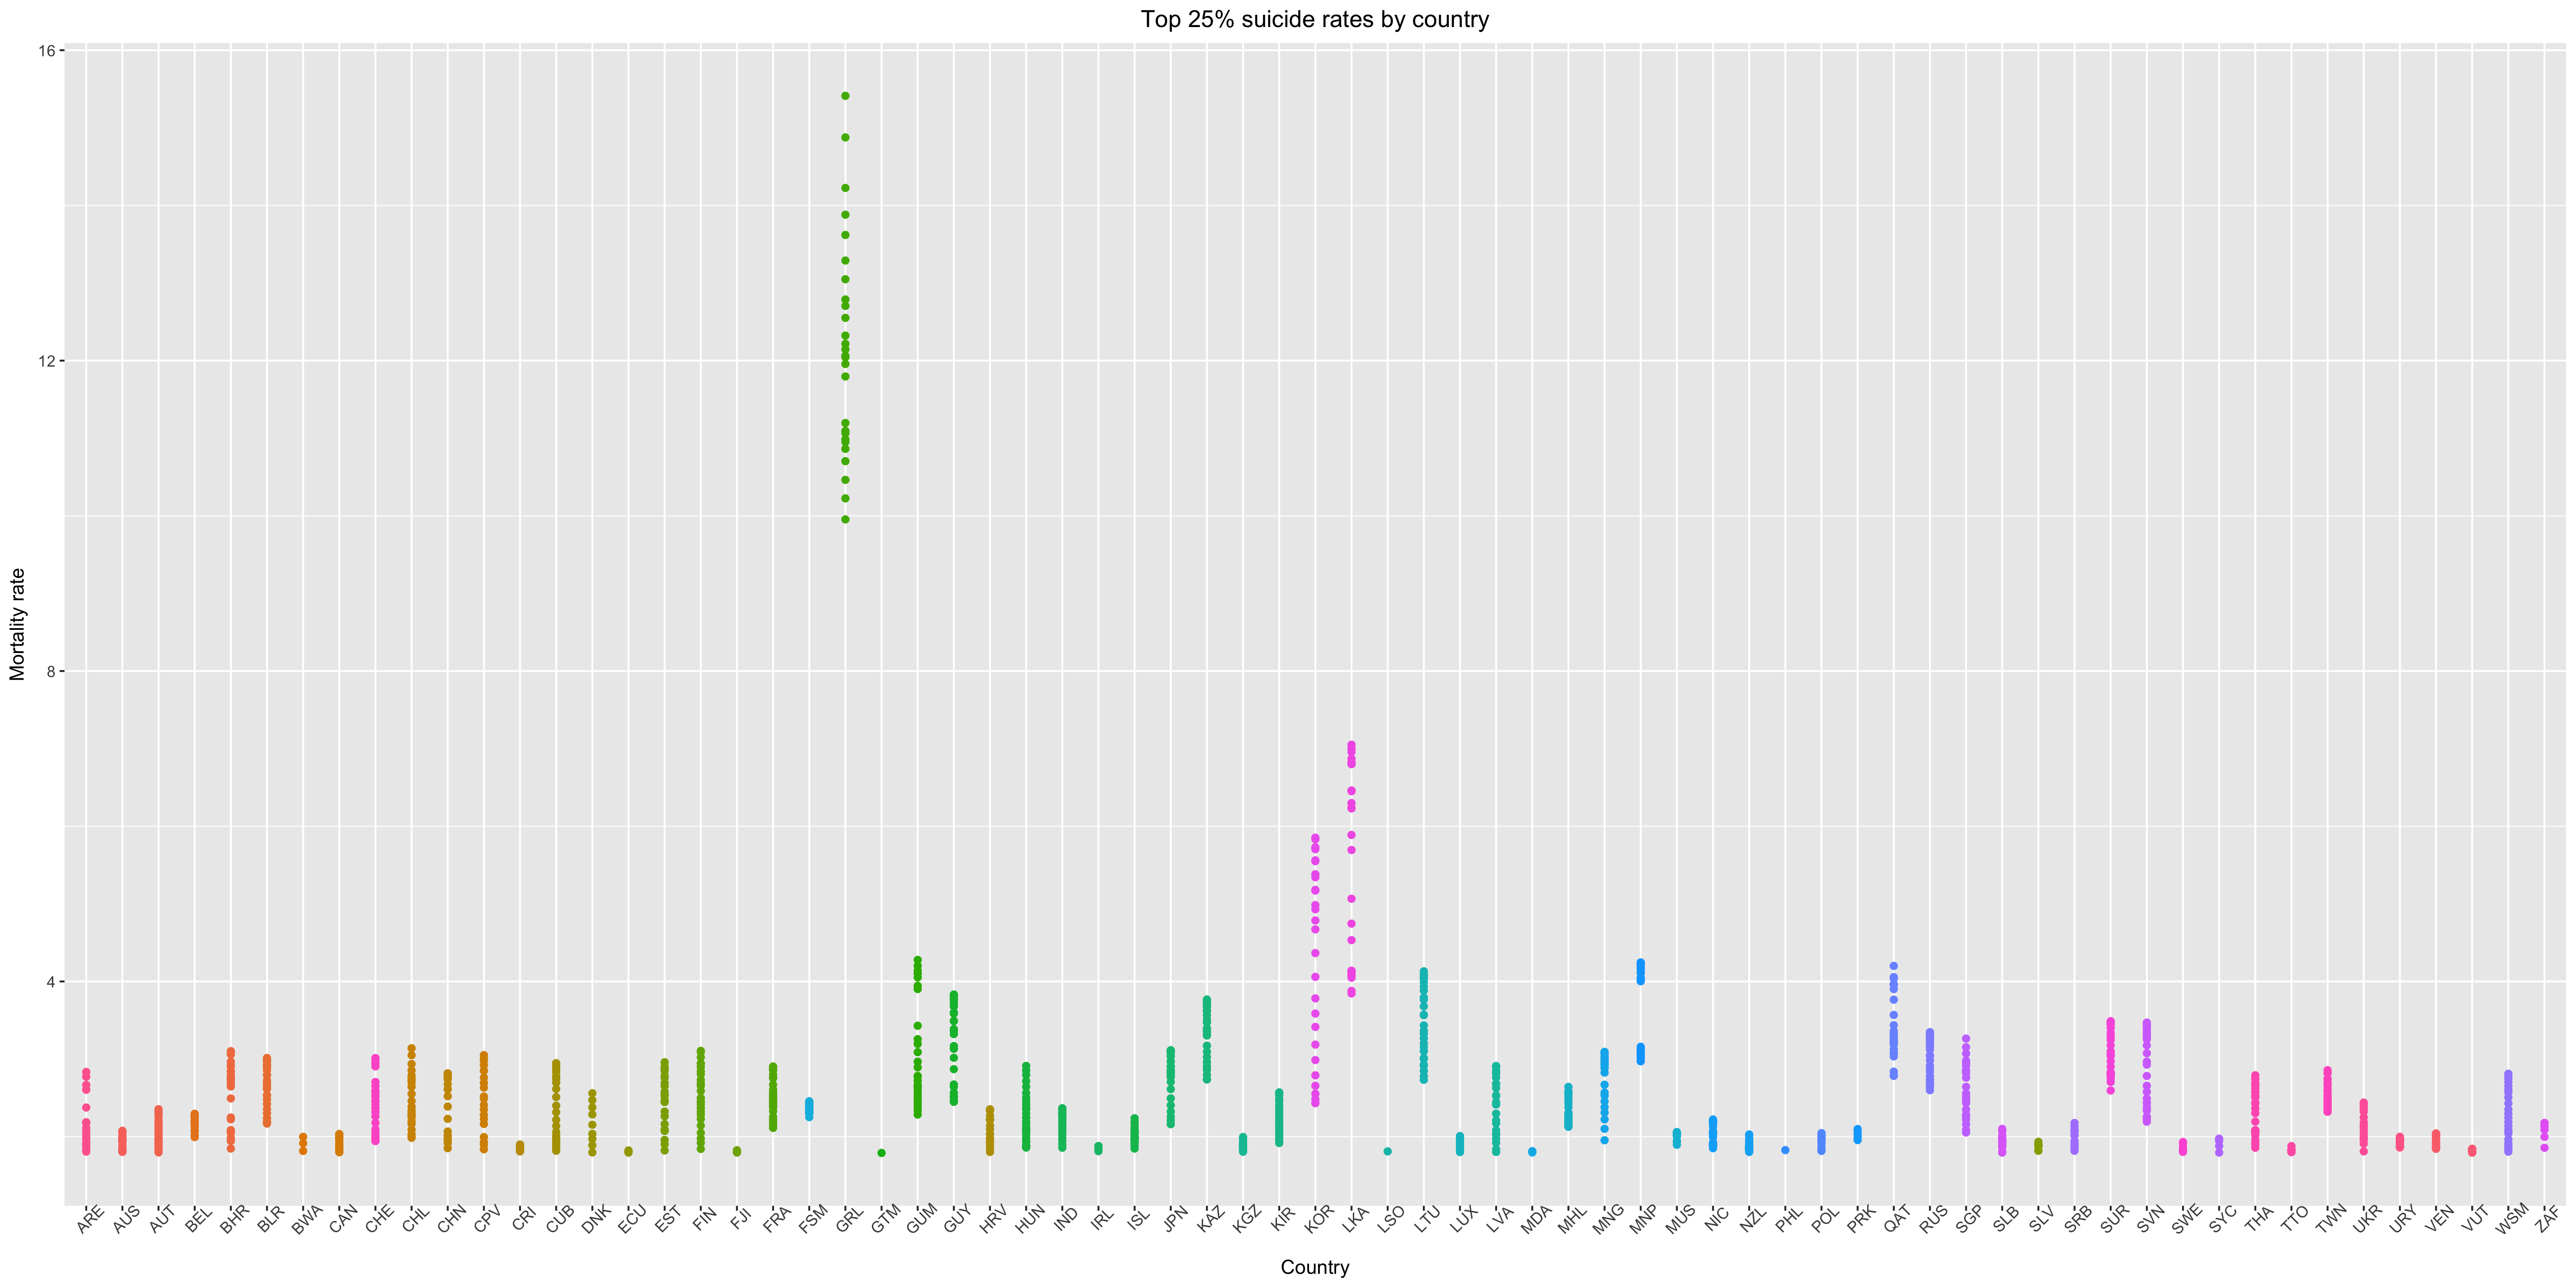 Top 25% suicide rates by country
16
12
8
4
Mortality rate
ARE AUS AUT BEL BHR BLR BWA CAN CHE CHL CHN CPV CRI CUB DNK ECU EST FIN FJI FRA FSM GRL GTM GUM GUY HRV HUN IND IRL ISL JPN KAZ KGZ KIR KOR LKA LSO LTU LUX LVA MDA MHL MNG MNP MUS NIC NZL PHL POL PRK QAT RUS SGP SLB SLV SRB SUR SVN SWE SYC THA TTO TWN UKR URY VEN VUT WSM ZAF
Country